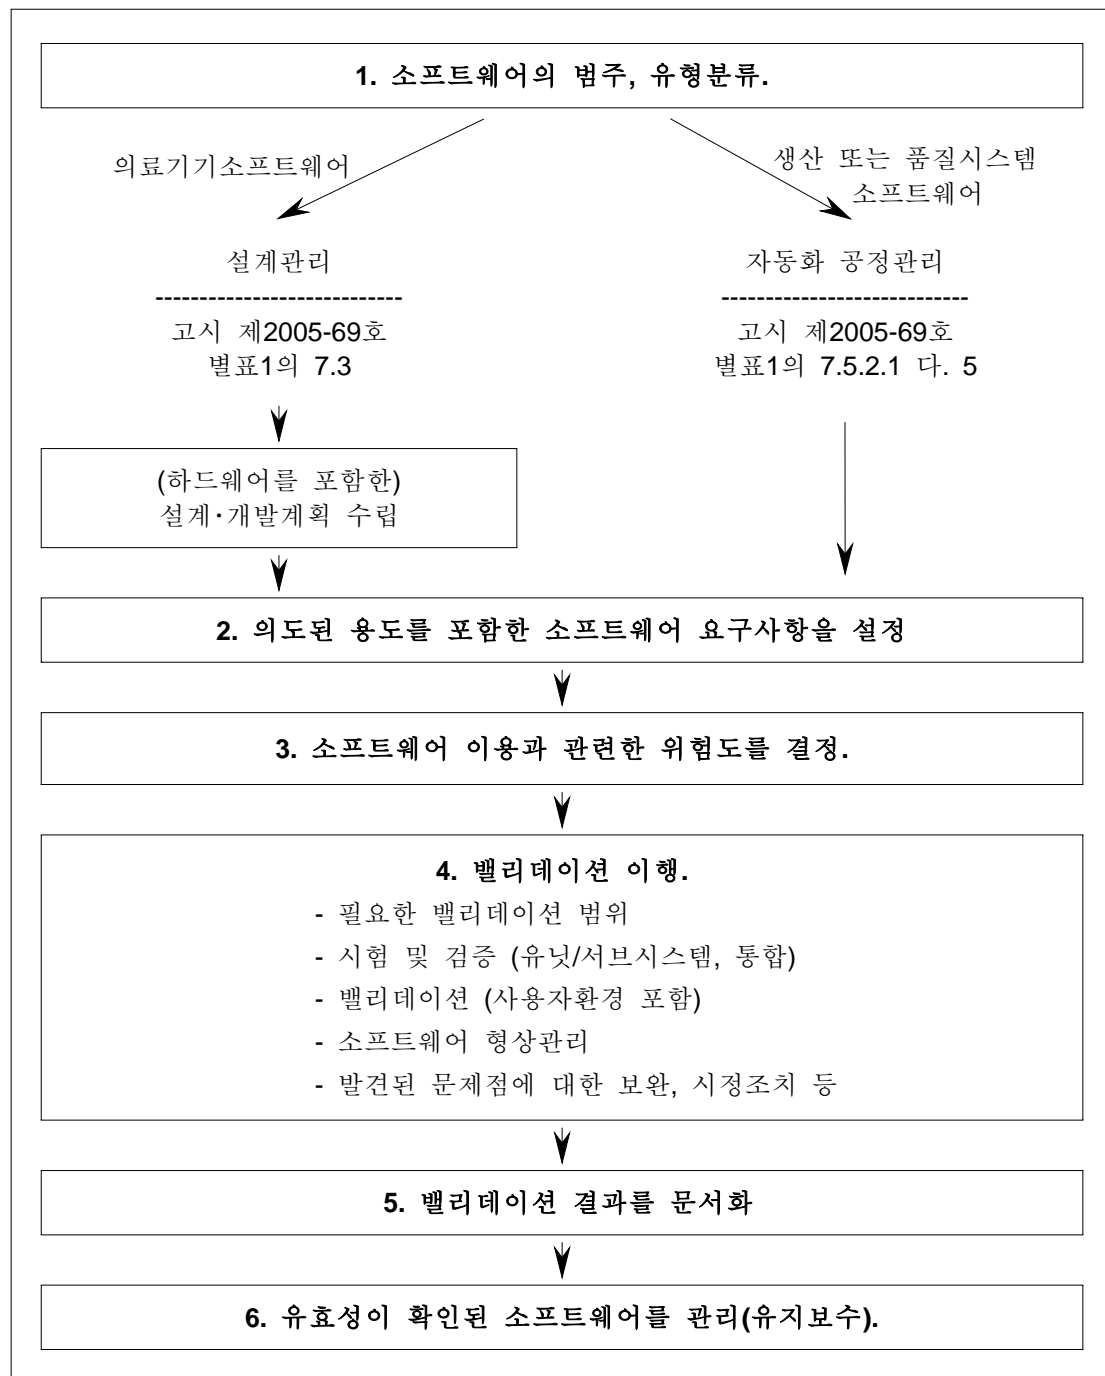 1. 소프트웨어의 범주, 유형분류.
의료기기소프트웨어
생산 또는 품질시스템
소프트웨어
설계관리
----------------------------
고시 제2005-69호
별표1의 7.3
자동화 공정관리
----------------------------
고시 제2005-69호
별표1의 7.5.2.1 다. 5
(하드웨어를 포함한)
설계·개발계획 수립
2. 의도된 용도를 포함한 소프트웨어 요구사항을 설정
3. 소프트웨어 이용과 관련한 위험도를 결정.
4. 밸리데이션 이행.
- 필요한 밸리데이션 범위
- 시험 및 검증 (유닛/서브시스템, 통합)
- 밸리데이션 (사용자환경 포함)
- 소프트웨어 형상관리
- 발견된 문제점에 대한 보완, 시정조치 등
5. 밸리데이션 결과를 문서화
6. 유효성이 확인된 소프트웨어를 관리(유지보수).